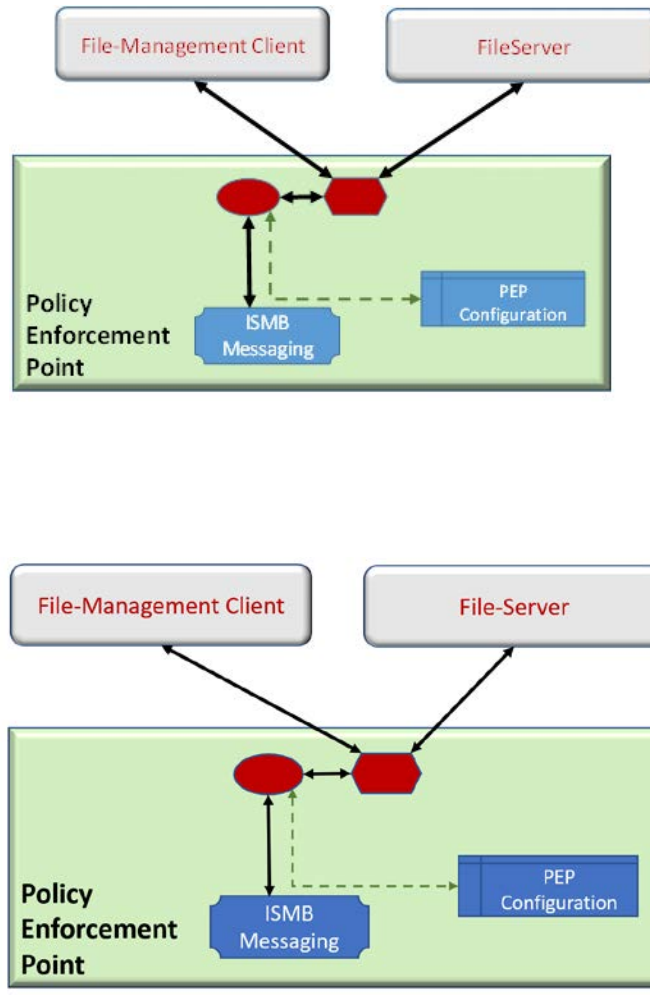 File-Management Client
FileServer
Policy
Enforcement
Point
ISMB
Messaging
PEP
Configuration
File-Management Client
File-Server
Policy
Enforcement
Point
ISMB
Messaging
PEP
Configuration